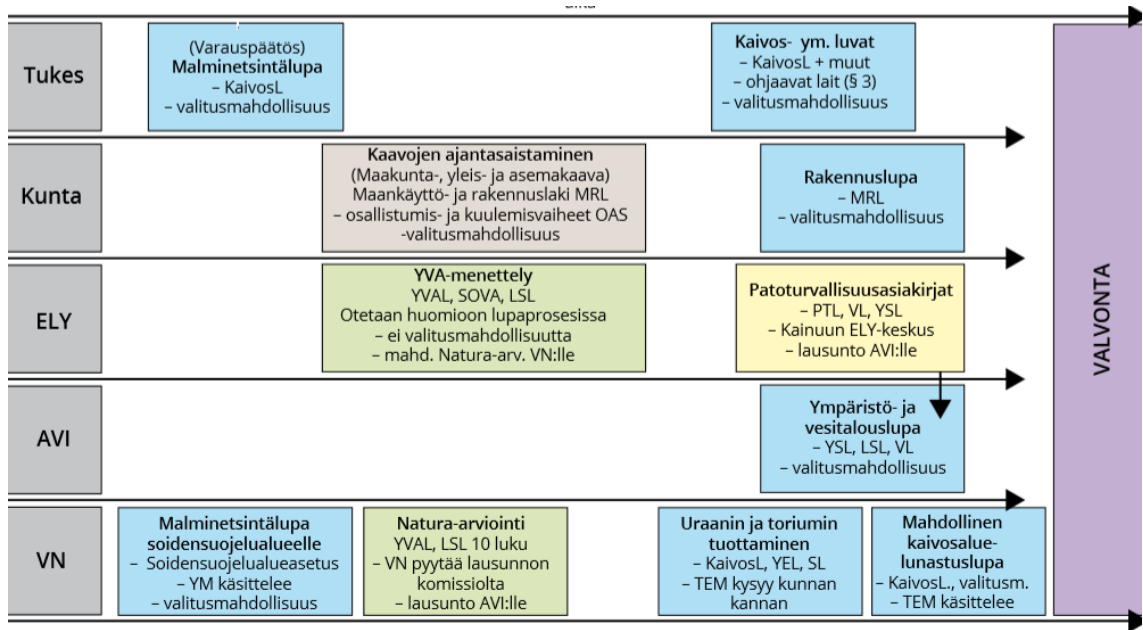 Tukes
(Varauspäätös)
Malminetsintälupa
– KaivosL
– valitusmahdollisuus
Kaivos- ym. luvat
– KaivosL + muut
– ohjaavat lait (§ 3)
– valitusmahdollisuus
Kunta
Kaavojen ajantasaistaminen
(Maakunta-, yleis- ja asemakaava)
Maankäyttö- ja rakennuslaki MRL
– osallistumis- ja kuulemisvaiheet OAS
-valitusmahdollisuus
Rakennuslupa
– MRL
– valitusmahdollisuus
ELY
YVA-menettely
YVAL, SOVA, LSL
Otetaan huomioon lupaprosesissa
– ei valitusmahdollisuutta
– mahd. Natura-arv. VN:lle
Patoturvallisuusasiakirjat
– PTL, VL, YSL
– Kainuun ELY-keskus
– lausunto AVI:lle
AVI
Ympäristö- ja
vesitalouslupa
– YSL, LSL, VL
– valitusmahdollisuus
VN
Malminetsintälupa
soidensuojelualueelle
– Soidensuojelualueasetus
– YM käsittelee
– valitusmahdollisuus
Natura-arviointi
YVAL, LSL 10 luku
– VN pyytää lausunnon
komissiolta
– lausunto AVI:lle
Uraanin ja toriumin
tuottaminen
– KaivosL, YEL, SL
– TEM kysyy kunnan
kannan
Mahdollinen
kaivosalue-
lunastuslupa
– KaivosL., valitusm.
– TEM käsittelee
VALVONTA